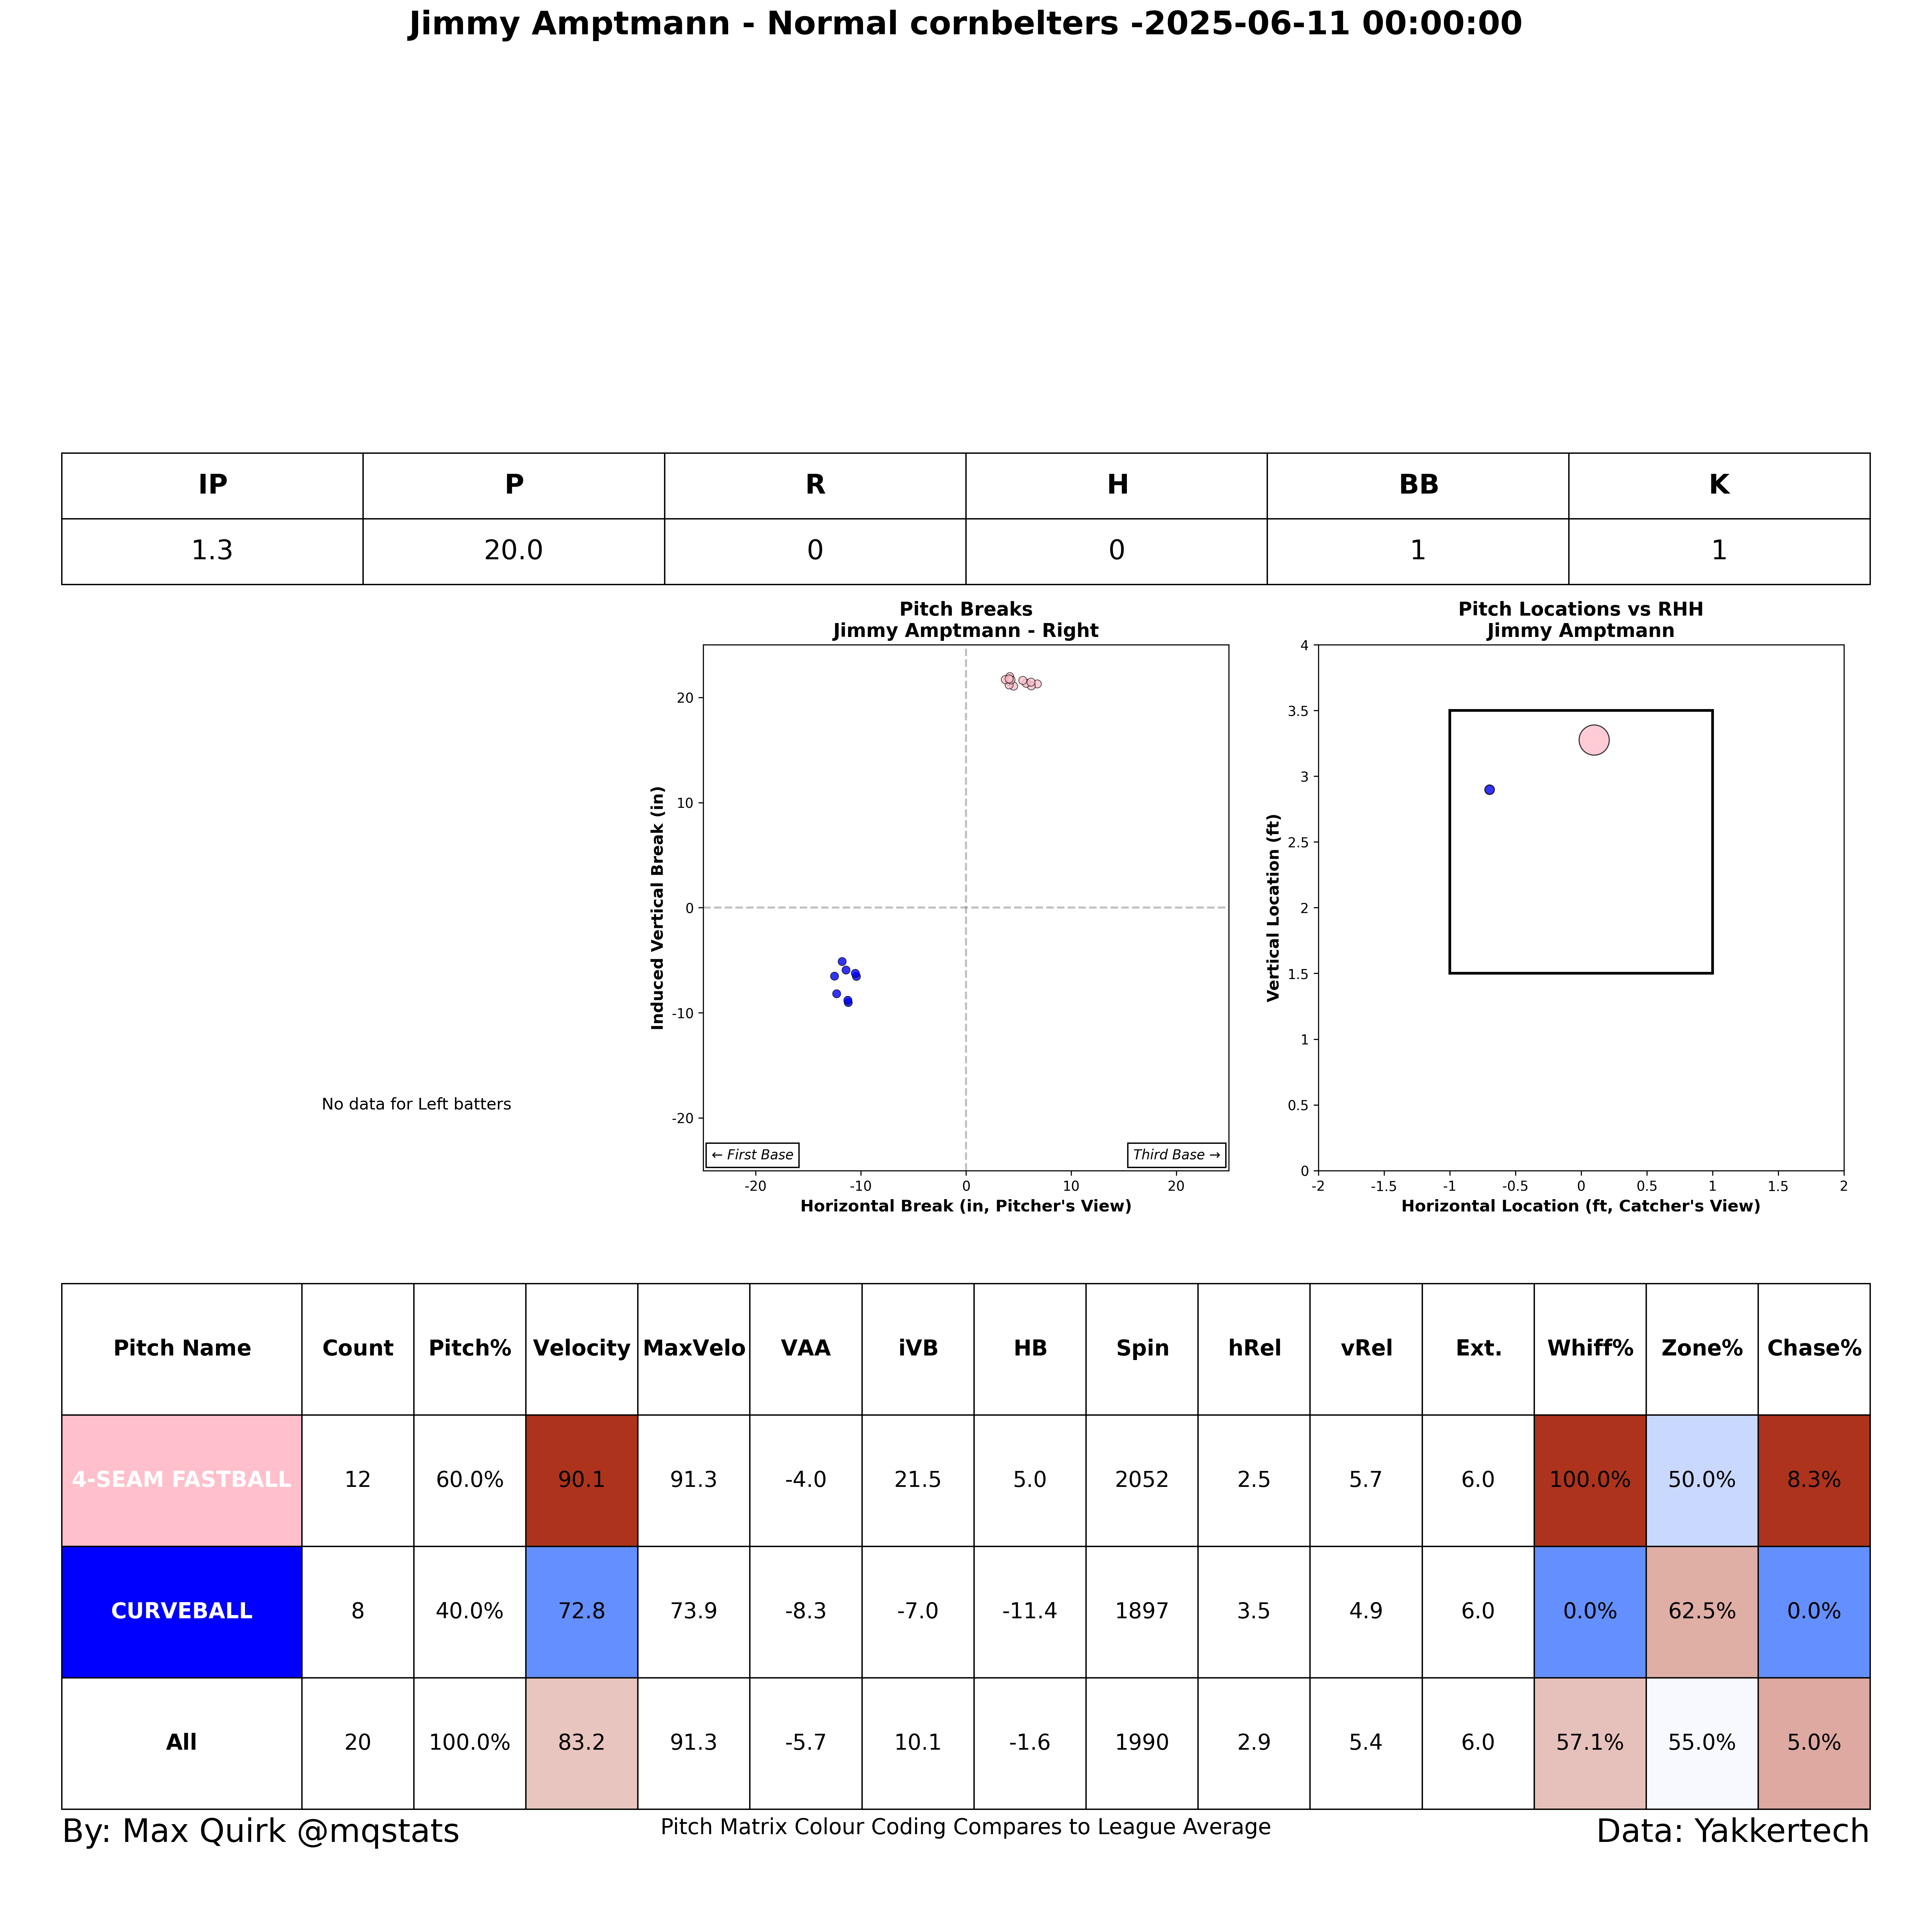 Jimmy Amptmann - Normal cornbelters -2025-06-11 00:00:00
IP P R H BB K
1.3 20.0 0 0 1 1
No data for Left batters
Pitch Breaks
Jimmy Amptmann - Right
Induced Vertical Break (in)
20
10
0
-10
-20
← First Base
Third Base →
-20 -10 0 10 20
Horizontal Break (in, Pitcher's View)
Pitch Locations vs RHH
Jimmy Amptmann
Vertical Location (ft)
4
3.5
3
2.5
2
1.5
1
0.5
0
-2 -1.5 -1 -0.5 0 0.5 1 1.5 2
Horizontal Location (ft, Catcher's View)
Pitch Name Count Pitch% Velocity MaxVelo VAA iVB HB Spin hRel vRel Ext. Whiff% Zone% Chase%
4-SEAM FASTBALL 12 60.0% 90.1 91.3 -4.0 21.5 5.0 2052 2.5 5.7 6.0 100.0% 50.0% 8.3%
CURVEBALL 8 40.0% 72.8 73.9 -8.3 -7.0 -11.4 1897 3.5 4.9 6.0 0.0% 62.5% 0.0%
All 20 100.0% 83.2 91.3 -5.7 10.1 -1.6 1990 2.9 5.4 6.0 57.1% 55.0% 5.0%
By: Max Quirk @mqstats
Pitch Matrix Colour Coding Compares to League Average
Data: Yakkertech